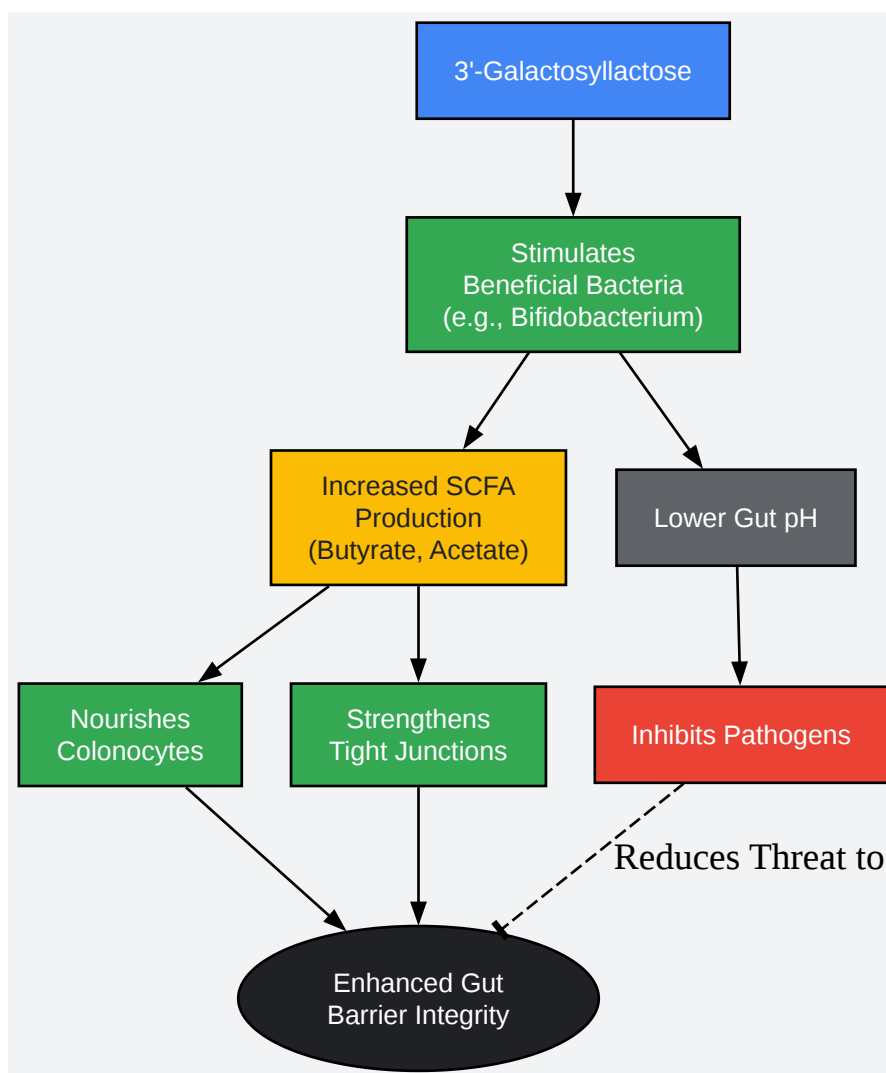 3'-Galactosyllactose
Stimulates
Beneficial Bacteria
(e.g., Bifidobacterium)
Increased SCFA
Production
(Butyrate, Acetate)
Lower Gut pH
Nourishes
Colonocytes
Strengthens
Tight Junctions
Inhibits Pathogens
Reduces Threat to
Enhanced Gut
Barrier Integrity